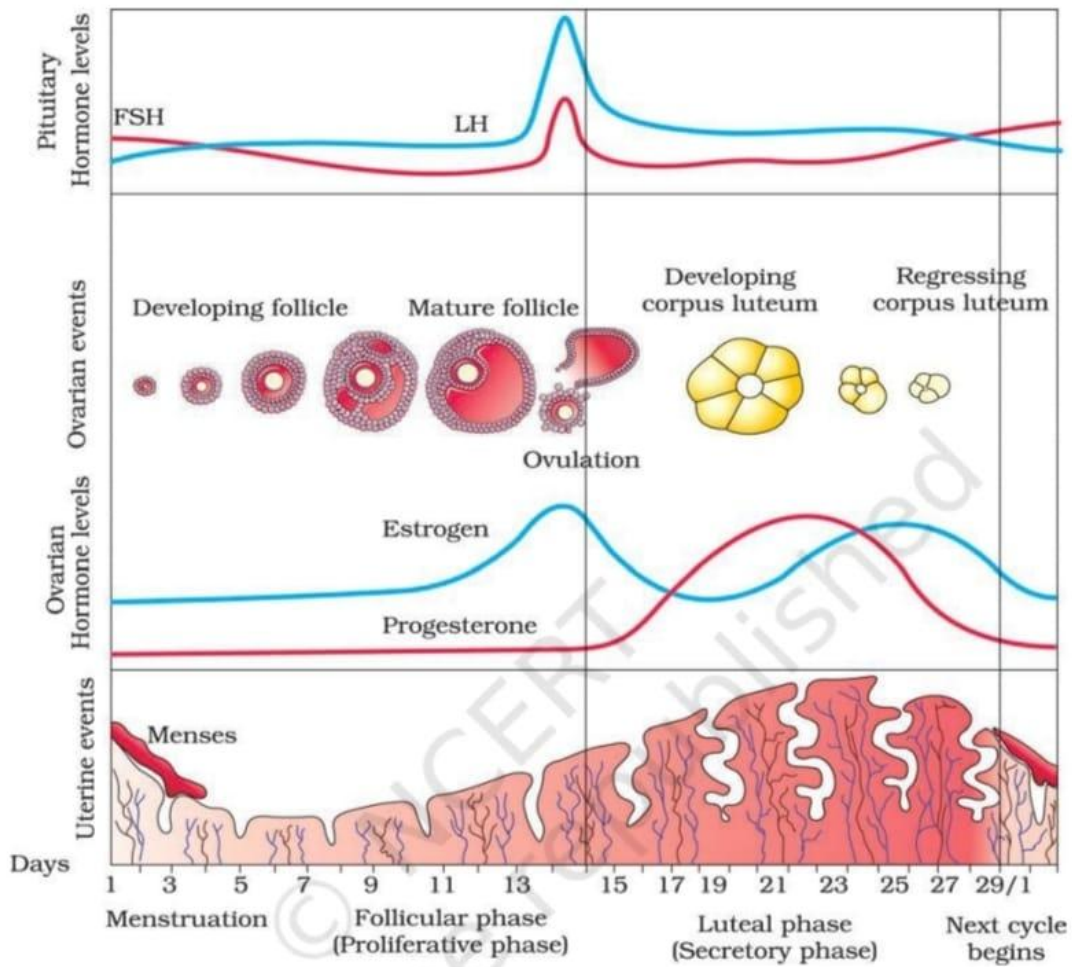 Pituitary
Hormone levels
FSH
LH
Ovarian events
Developing follicle
Mature follicle
Developing
corpus luteum
Regressing
corpus luteum
Ovulation
Ovarian
Hormone levels
Estrogen
Progesterone
Uterine events
Menses
Days
1 3 5 7 9 11 13 15 17 19 21 23 25 27 29/1
Menstruation
Follicular phase
(Proliferative phase)
Luteal phase
(Secretory phase)
Next cycle
begins
© NCERT
republished